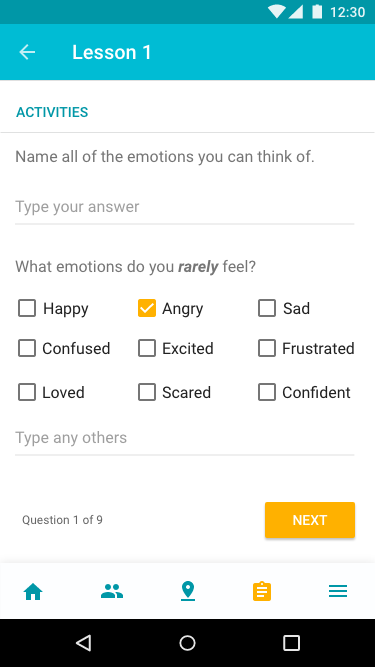 12:30
Lesson 1
ACTIVITIES
Name all of the emotions you can think of.
Type your answer
What emotions do you rarely feel?
Happy Angry Sad
Confused Excited Frustrated
Loved Scared Confident
Type any others
Question 1 of 9 NEXT